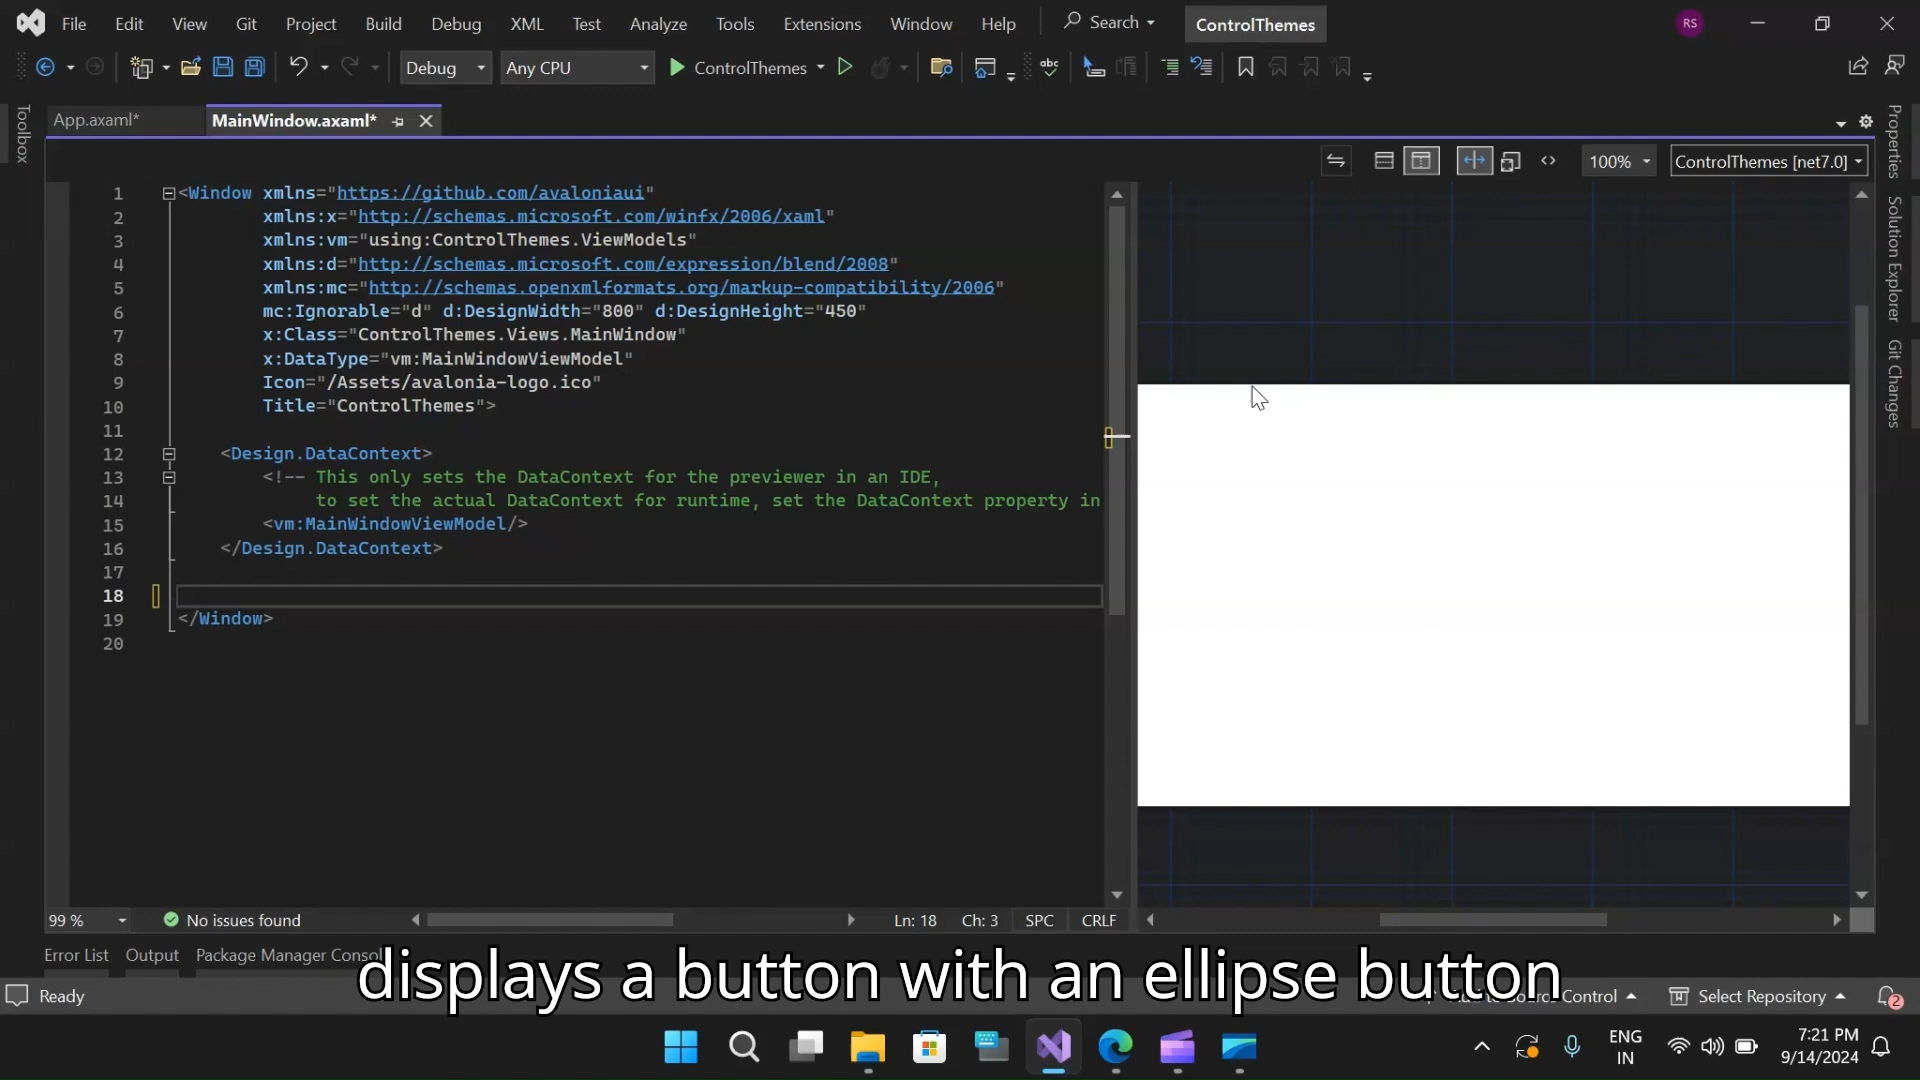 File Edit View Git Project Build Debug XML Test Analyze Tools Extensions Window Help Search ControlThemes RS
Debug Any CPU ControlThemes abc
Toolbox
App.axaml* MainWindow.axaml*
100% ControlThemes [net7.0]
Properties
Solution Explorer
Git Changes
1 <Window xmlns="https://github.com/avaloniaui"
2 xmlns:x="http://schemas.microsoft.com/winfx/2006/xaml"
3 xmlns:vm="using:ControlThemes.ViewModels"
4 xmlns:d="http://schemas.microsoft.com/expression/blend/2008"
5 xmlns:mc="http://schemas.openxmlformats.org/markup-compatibility/2006"
6 mc:Ignorable="d" d:DesignWidth="800" d:DesignHeight="450"
7 x:Class="ControlThemes.Views.MainWindow"
8 x:DataType="vm:MainWindowViewModel"
9 Icon="/Assets/avalonia-logo.ico"
10 Title="ControlThemes">
11
12 <Design.DataContext>
13 <!-- This only sets the DataContext for the previewer in an IDE,
14 to set the actual DataContext for runtime, set the DataContext property in
15 <vm:MainWindowViewModel/>
16 </Design.DataContext>
17
18
19 </Window>
20
99 % No issues found Ln: 18 Ch: 3 SPC CRLF
Error List Output Package Manager Consol
displays a button with an ellipse button
Ready Control Select Repository 2
ENG
IN
7:21 PM
9/14/2024